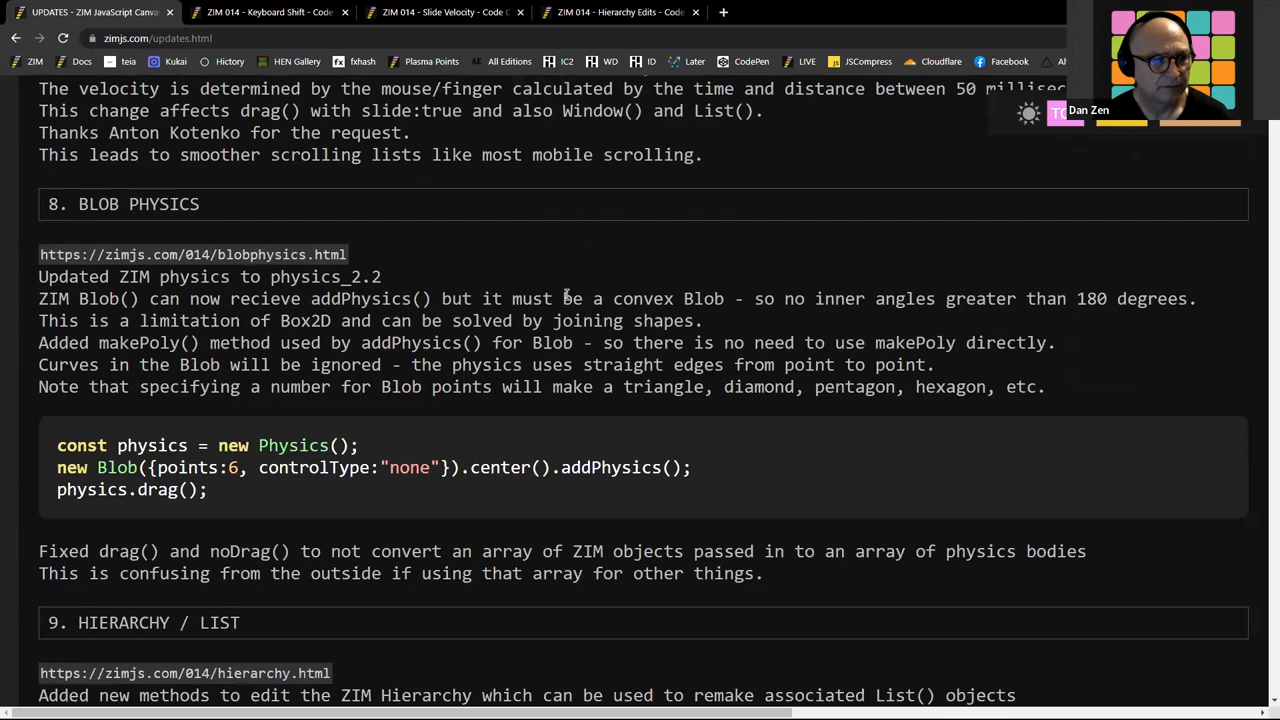 UPDATES - ZIM JavaScript Canvas
ZIM 014 - Keyboard Shift - Code
ZIM 014 - Slide Velocity - Code
ZIM 014 - Hierarchy Edits - Code
zimjs.com/updates.html
ZIM Docs teia Kukai Hictory HEN Gallery fxhash Plasma Points All Editions IC2 WD ID Later CodePen LIVE JSCompress Cloudflare Facebook
The velocity is determined by the mouse/finger calculated by the time and distance between 50 millisec
This change affects drag() with slide:true and also Window() and List().
Dan Zen
Thanks Anton Kotenko for the request.
This leads to smoother scrolling lists like most mobile scrolling.
8. BLOB PHYSICS
https://zimjs.com/014/blobphysics.html
Updated ZIM physics to physics_2.2
ZIM Blob() can now recieve addPhysics() but it must be a convex Blob - so no inner angles greater than 180 degrees.
This is a limitation of Box2D and can be solved by joining shapes.
Added makePoly() method used by addPhysics() for Blob - so there is no need to use makePoly directly.
Curves in the Blob will be ignored - the physics uses straight edges from point to point.
Note that specifying a number for Blob points will make a triangle, diamond, pentagon, hexagon, etc.
const physics = new Physics();
new Blob({points:6, controlType:"none"}).center().addPhysics();
physics.drag();
Fixed drag() and noDrag() to not convert an array of ZIM objects passed in to an array of physics bodies
This is confusing from the outside if using that array for other things.
9. HIERARCHY / LIST
https://zimjs.com/014/hierarchy.html
Added new methods to edit the ZIM Hierarchy which can be used to remake associated List() objects